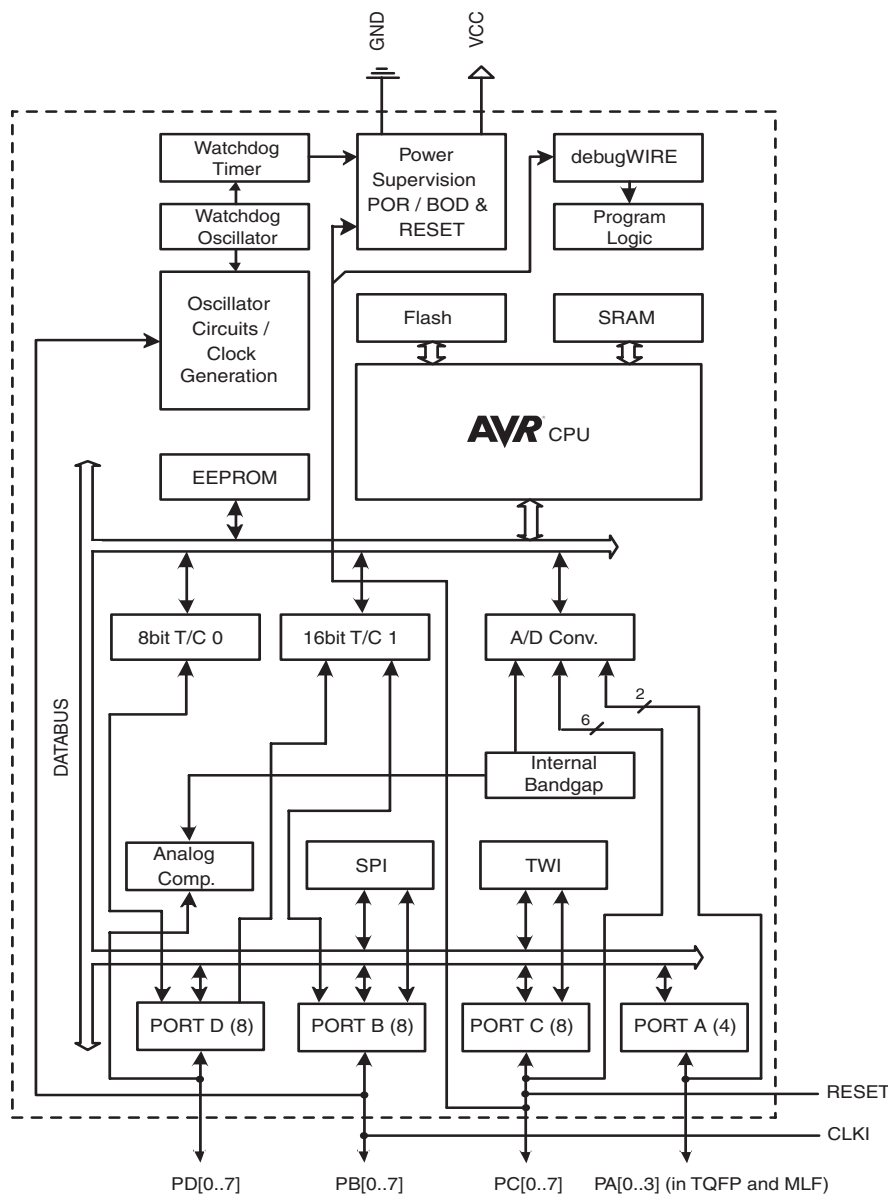 GND
VCC
Watchdog
Timer
Power
Supervision
POR / BOD &
RESET
debugWIRE
Watchdog
Oscillator
Program
Logic
Oscillator
Circuits /
Clock
Generation
Flash
SRAM
AVR CPU
EEPROM
8bit T/C 0
16bit T/C 1
A/D Conv.
2
6
DATABUS
Internal
Bandgap
Analog
Comp.
SPI
TWI
PORT D (8)
PORT B (8)
PORT C (8)
PORT A (4)
RESET
CLKI
PD[0..7]
PB[0..7]
PC[0..7]
PA[0..3] (in TQFP and MLF)